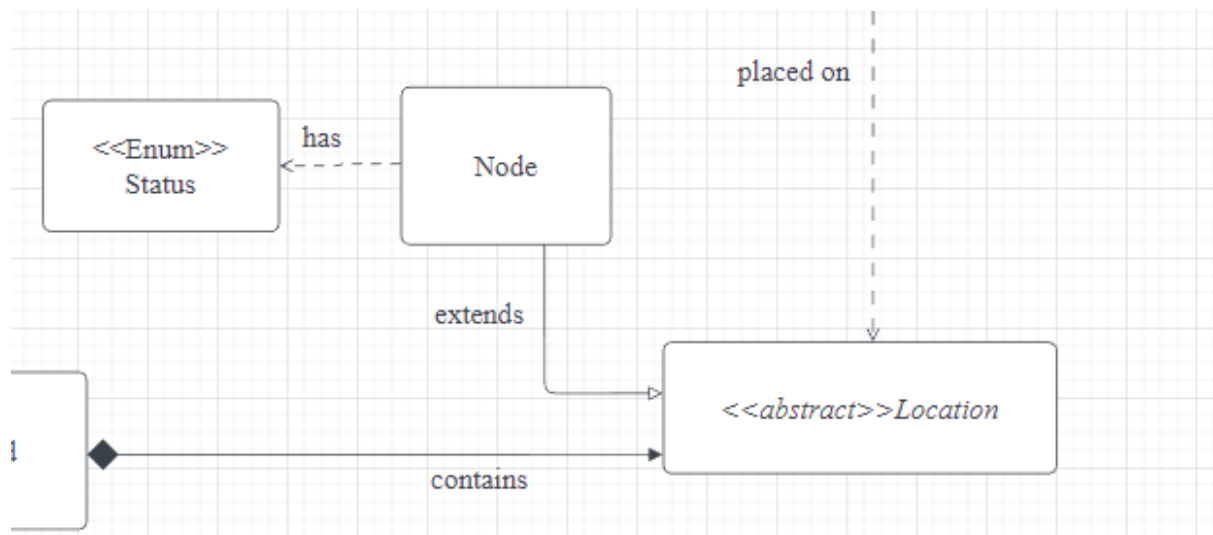 placed on
<<Enum>>
Status
has
Node
extends
<<abstract>>Location
contains